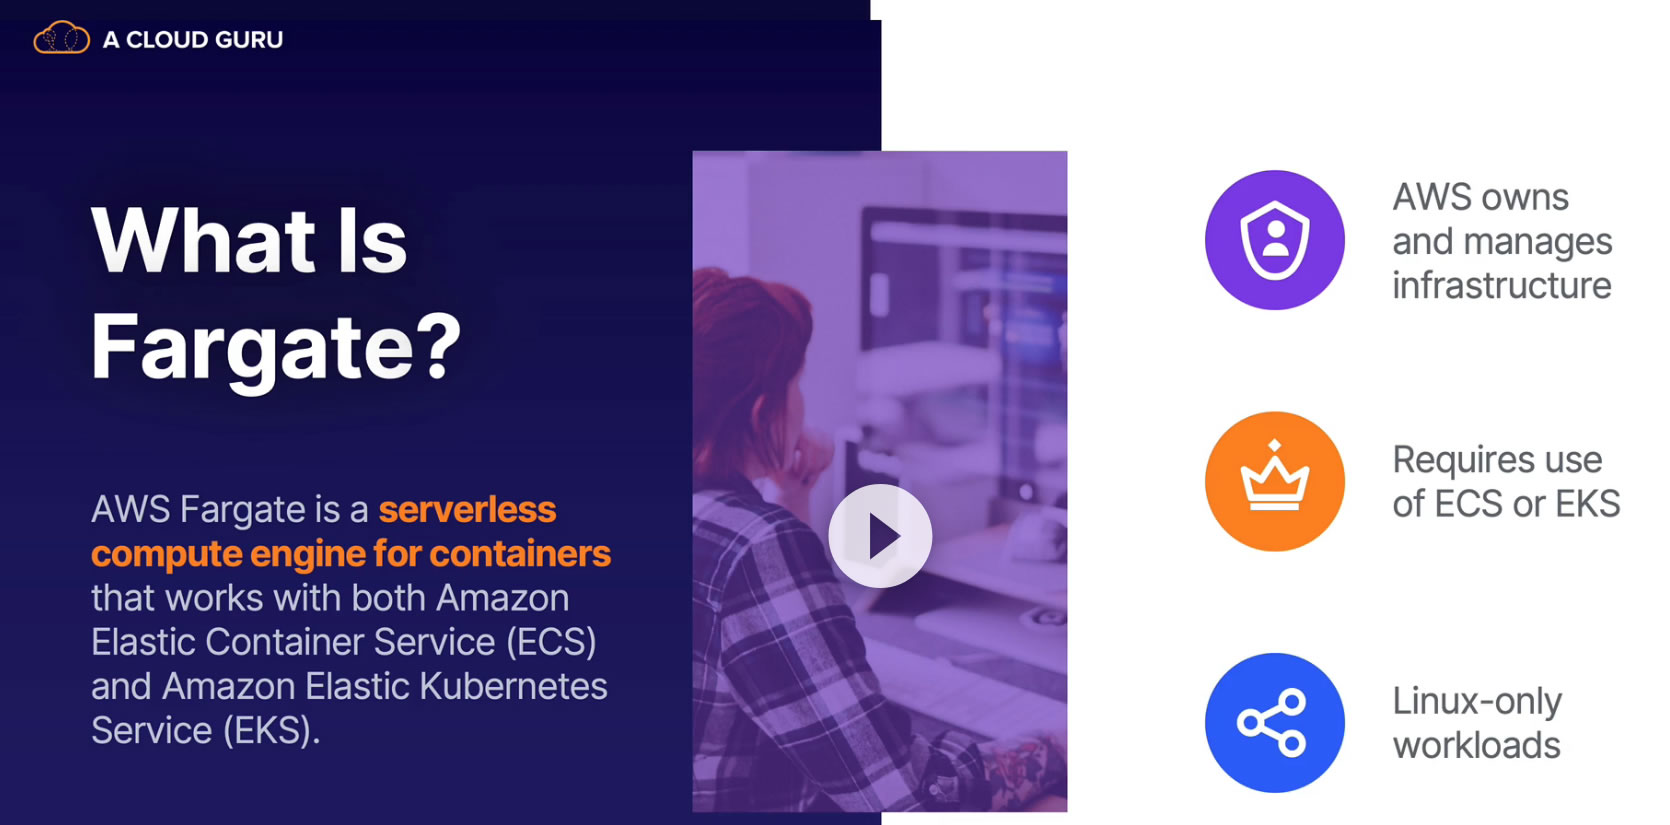 A CLOUD GURU
What Is
Fargate?
AWS Fargate is a serverless
compute engine for containers
that works with both Amazon
Elastic Container Service (ECS)
and Amazon Elastic Kubernetes
Service (EKS).
AWS owns
and manages
infrastructure
Requires use
of ECS or EKS
Linux-only
workloads